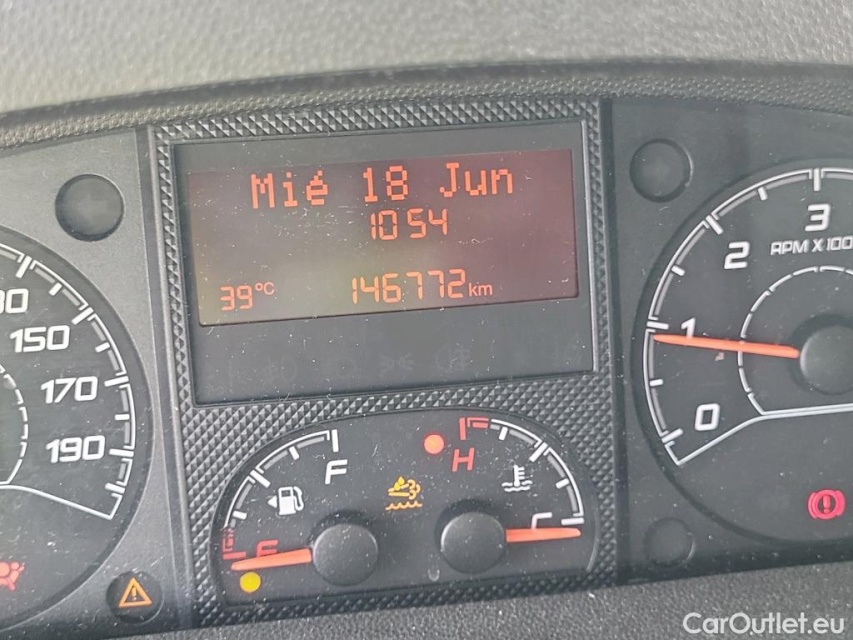 Mié 18 Jun
10:54
39°C 146772 km
30
150
170
190
F
E
H
C
3
2
RPM X 100
1
0
CarOutlet.eu